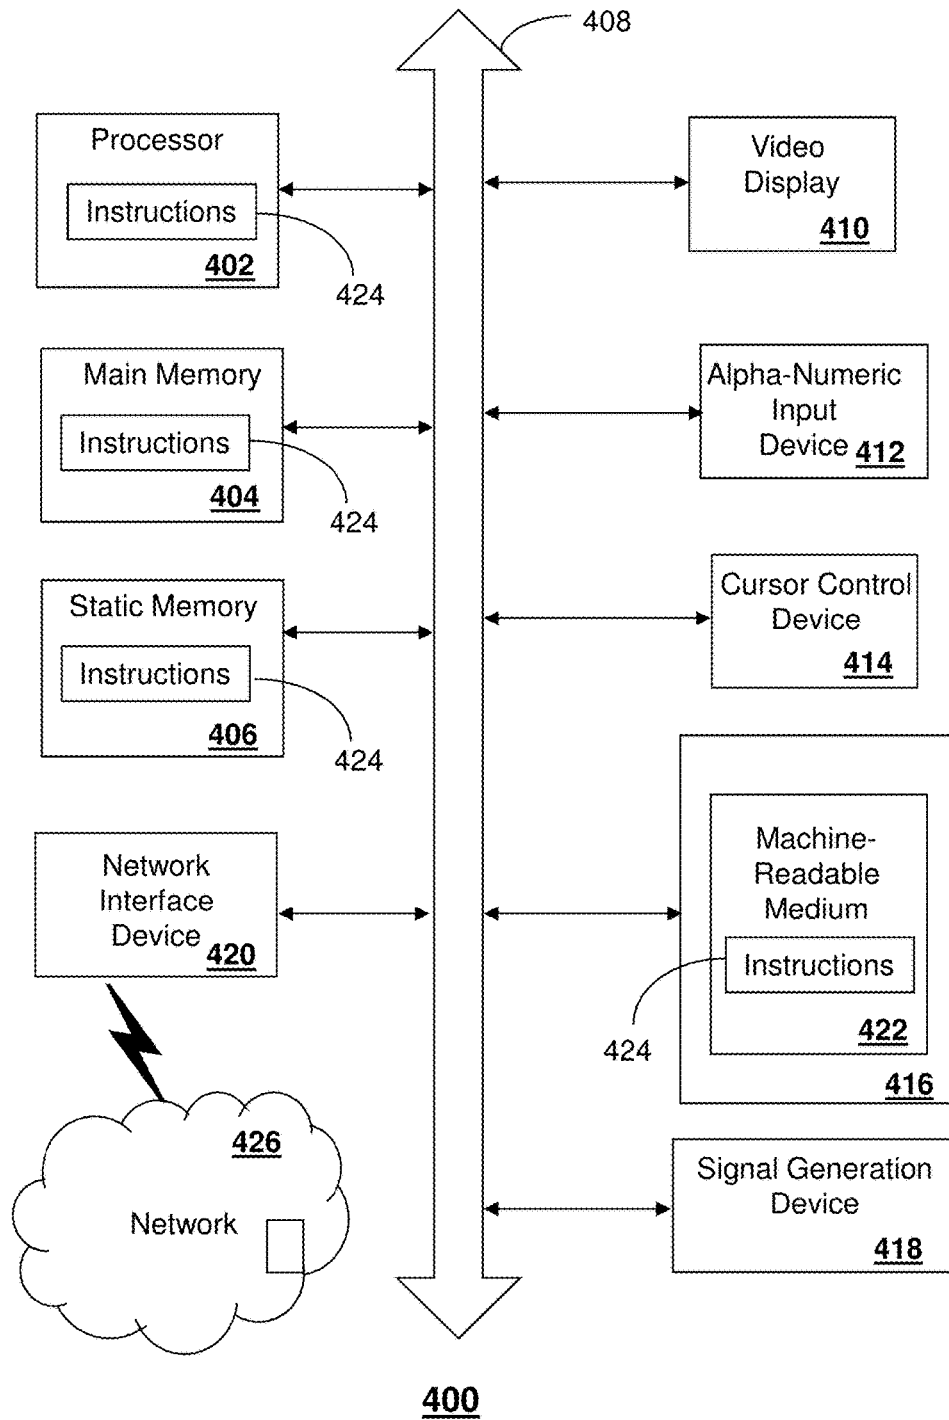 408
Processor
Instructions
402
424
Main Memory
Instructions
404
424
Static Memory
Instructions
406
424
Network
Interface
Device
420
426
Network
Video
Display
410
Alpha-Numeric
Input
Device
412
Cursor Control
Device
414
Machine-
Readable
Medium
Instructions
424
422
416
Signal Generation
Device
418
400